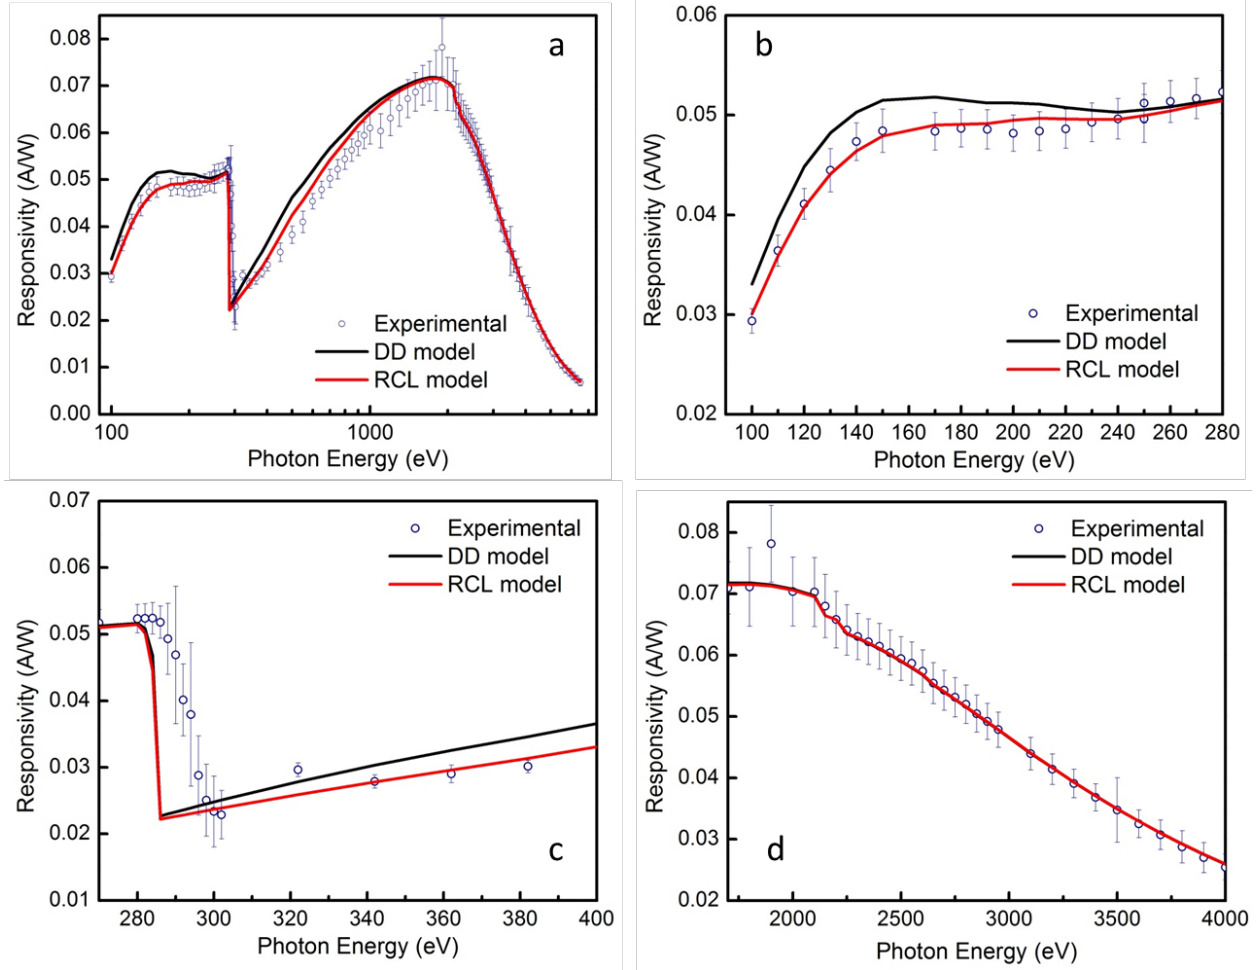 a
0.08
0.07
0.06
0.05
0.04
0.03
0.02
0.01
0.00
Responsivity (A/W)
Experimental
DD model
RCL model
100
1000
Photon Energy (eV)
b
0.06
0.05
0.04
0.03
0.02
Responsivity (A/W)
Experimental
DD model
RCL model
100 120 140 160 180 200 220 240 260 280
Photon Energy (eV)
0.07
0.06
0.05
0.04
0.03
0.02
0.01
Responsivity (A/W)
Experimental
DD model
RCL model
c
280 300 320 340 360 380 400
Photon Energy (eV)
0.08
0.07
0.06
0.05
0.04
0.03
0.02
Responsivity (A/W)
Experimental
DD model
RCL model
d
2000 2500 3000 3500 4000
Photon Energy (eV)